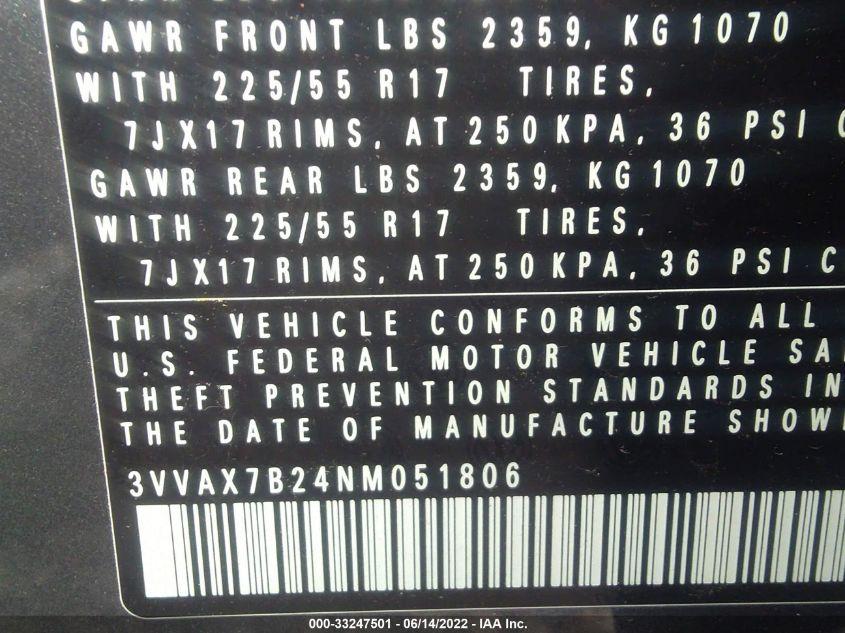 GAWR FRONT LBS 2359, KG 1070
WITH 225/55 R17 TIRES,
7JX17 RIMS, AT 250 KPA, 36 PSI
GAWR REAR LBS 2359, KG 1070
WITH 225/55 R17 TIRES,
7JX17 RIMS, AT 250 KPA, 36 PSI C
THIS VEHICLE CONFORMS TO ALL
U.S. FEDERAL MOTOR VEHICLE SA
THEFT PREVENTION STANDARDS IN
THE DATE OF MANUFACTURE SHOW
3VVAX7B24NM051806
000-33247501 - 06/14/2022 - IAA Inc.